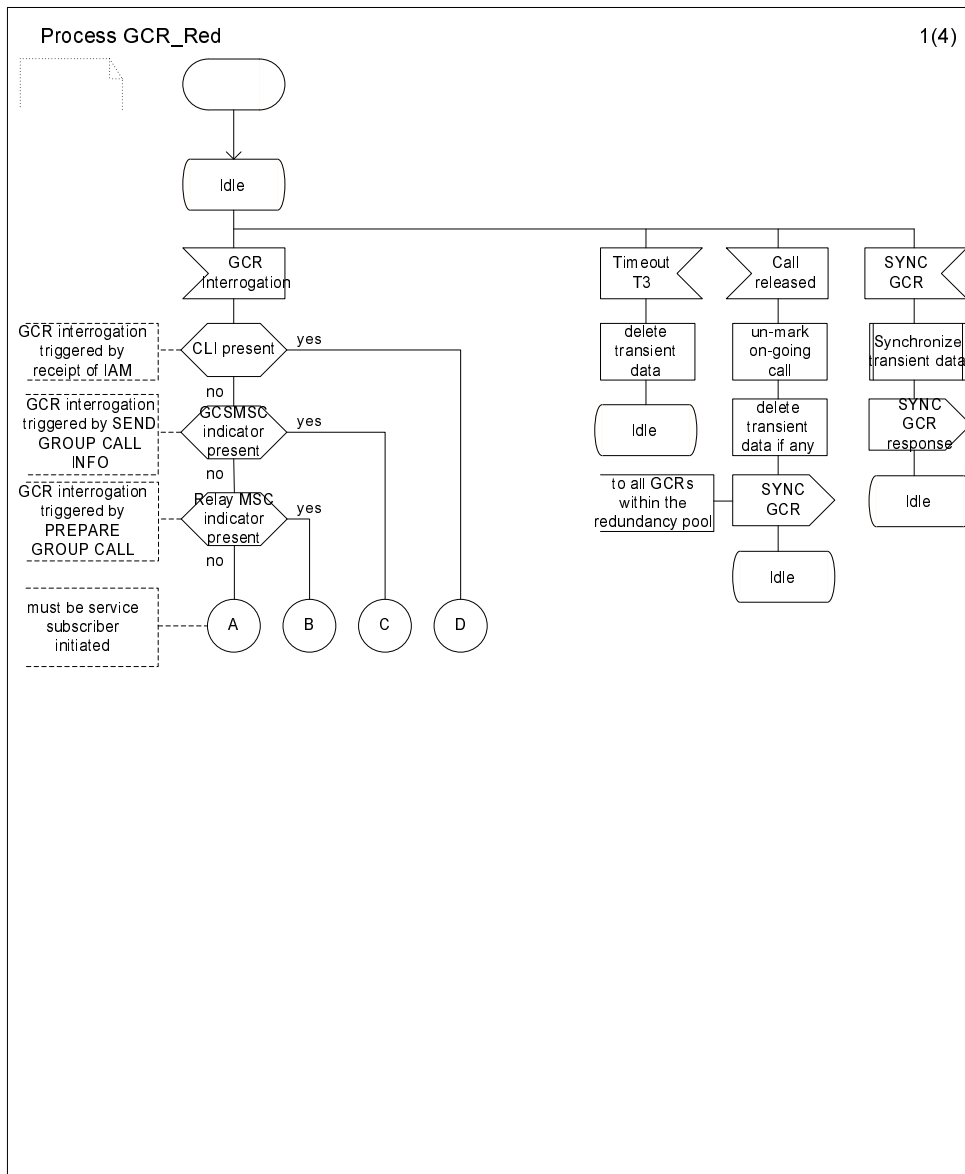 Process GCR_Red
1(4)
Idle
GCR
Interrogation
Timeout
T3
Call
released
SYNC
GCR
GCR interrogation
triggered by
receipt of IAM
CLI present
yes
no
delete
transient
data
un-mark
on-going
call
Synchronize
transient data
GCR interrogation
triggered by SEND
GROUP CALL
INFO
GCSMSC
indicator
present
yes
no
Idle
delete
transient
data if any
SYNC
GCR
response
GCR interrogation
triggered by
PREPARE
GROUP CALL
Relay MSC
indicator
present
yes
no
to all GCRs
within the
redundancy pool
SYNC
GCR
Idle
Idle
must be service
subscriber
initiated
A
B
C
D